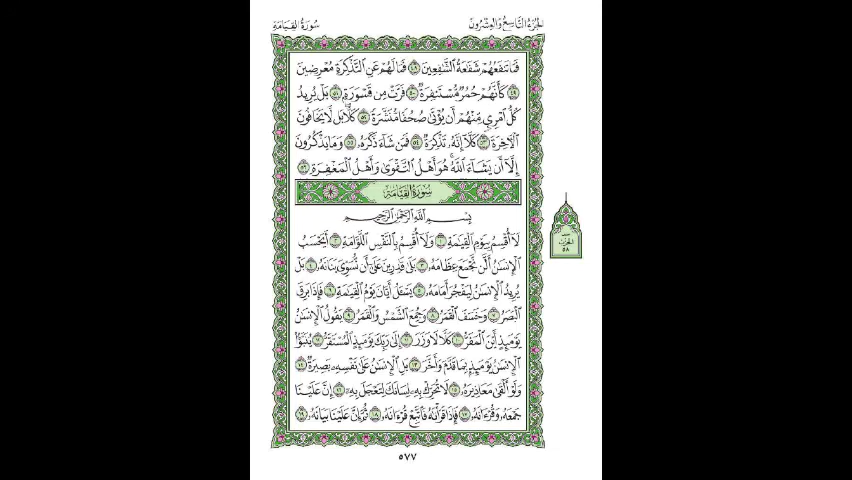 الجزء التاسع والعشرون
سورة القيامة
فَمَا تَنفَعُهُمْ شَفَٰعَةُ ٱلشَّٰفِعِينَ ٤٨ فَمَا لَهُمْ عَنِ ٱلتَّذْكِرَةِ مُعْرِضِينَ
٤٩ كَأَنَّهُمْ حُمُرٌ مُّسْتَنفِرَةٌ ٥٠ فَرَّتْ مِن قَسْوَرَةٍۭ ٥١ بَلْ يُرِيدُ
كُلُّ ٱمْرِئٍ مِّنْهُمْ أَن يُؤْتَىٰ صُحُفًا مُّنَشَّرَةً ٥٢ كَلَّا ۖ بَل لَّا يَخَافُونَ
ٱلْءَاخِرَةَ ٥٣ كَلَّآ إِنَّهُۥ تَذْكِرَةٌ ٥٤ فَمَن شَآءَ ذَكَرَهُۥ ٥٥ وَمَا يَذْكُرُونَ
إِلَّآ أَن يَشَآءَ ٱللَّهُ ۚ هُوَ أَهْلُ ٱلتَّقْوَىٰ وَأَهْلُ ٱلْمَغْفِرَةِ ٥٦
سورة القيامة
بِسْمِ ٱللَّهِ ٱلرَّحْمَٰنِ ٱلرَّحِيمِ
لَآ أُقْسِمُ بِيَوْمِ ٱلْقِيَٰمَةِ ١ وَلَآ أُقْسِمُ بِٱلنَّفْسِ ٱللَّوَّامَةِ ٢ أَيَحْسَبُ
ٱلْإِنسَٰنُ أَلَّن نَّجْمَعَ عِظَامَهُۥ ٣ بَلَىٰ قَٰدِرِينَ عَلَىٰٓ أَن نُّسَوِّىَ بَنَانَهُۥ ٤ بَلْ
يُرِيدُ ٱلْإِنسَٰنُ لِيَفْجُرَ أَمَامَهُۥ ٥ يَسْـَٔلُ أَيَّانَ يَوْمُ ٱلْقِيَٰمَةِ ٦ فَإِذَا بَرِقَ
ٱلْبَصَرُ ٧ وَخَسَفَ ٱلْقَمَرُ ٨ وَجُمِعَ ٱلشَّمْسُ وَٱلْقَمَرُ ٩ يَقُولُ ٱلْإِنسَٰنُ
يَوْمَئِذٍ أَيْنَ ٱلْمَفَرُّ ١٠ كَلَّا لَا وَزَرَ ١١ إِلَىٰ رَبِّكَ يَوْمَئِذٍ ٱلْمُسْتَقَرُّ ١٢ يُنَبَّؤُا۟
ٱلْإِنسَٰنُ يَوْمَئِذٍۭ بِمَا قَدَّمَ وَأَخَّرَ ١٣ بَلِ ٱلْإِنسَٰنُ عَلَىٰ نَفْسِهِۦ بَصِيرَةٌ ١٤
وَلَوْ أَلْقَىٰ مَعَاذِيرَهُۥ ١٥ لَا تُحَرِّكْ بِهِۦ لِسَانَكَ لِتَعْجَلَ بِهِۦٓ ١٦ إِنَّ عَلَيْنَا
جَمْعَهُۥ وَقُرْءَانَهُۥ ١٧ فَإِذَا قَرَأْنَٰهُ فَٱتَّبِعْ قُرْءَانَهُۥ ١٨ ثُمَّ إِنَّ عَلَيْنَا بَيَانَهُۥ ١٩
الحزب
٥٨
٥٧٧